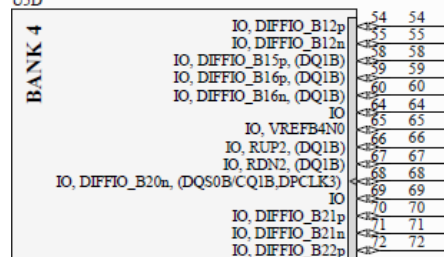 U3D
BANK 4
IO, DIFFIO_B12p 54 54
IO, DIFFIO_B12n 55 55
IO, DIFFIO_B15p, (DQ1B) 58 58
IO, DIFFIO_B16p, (DQ1B) 59 59
IO, DIFFIO_B16n, (DQ1B) 60 60
IO 64 64
IO, VREFB4N0 65 65
IO, RUP2, (DQ1B) 66 66
IO, RDN2, (DQ1B) 67 67
IO, DIFFIO_B20n, (DQS0B/CQ1B,DPCLK3) 68 68
IO 69 69
IO, DIFFIO_B21p 70 70
IO, DIFFIO_B21n 71 71
IO, DIFFIO_B22p 72 72